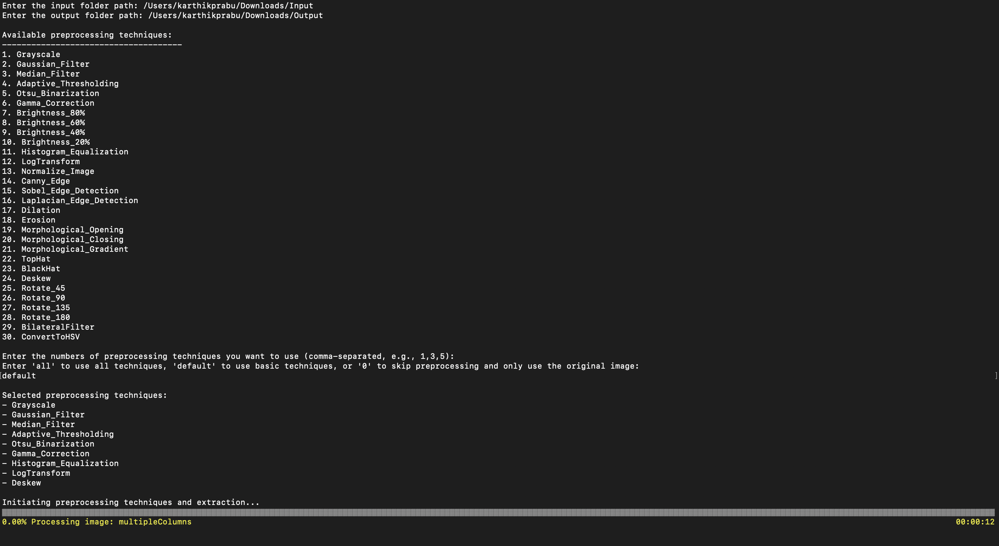 Enter the input folder path: /Users/karthikprabu/Downloads/Input
Enter the output folder path: /Users/karthikprabu/Downloads/Output
Available preprocessing techniques:
-------------------------------------
1. Grayscale
2. Gaussian_Filter
3. Median_Filter
4. Adaptive_Thresholding
5. Otsu_Binarization
6. Gamma_Correction
7. Brightness_80%
8. Brightness_60%
9. Brightness_40%
10. Brightness_20%
11. Histogram_Equalization
12. LogTransform
13. Normalize_Image
14. Canny_Edge
15. Sobel_Edge_Detection
16. Laplacian_Edge_Detection
17. Dilation
18. Erosion
19. Morphological_Opening
20. Morphological_Closing
21. Morphological_Gradient
22. TopHat
23. BlackHat
24. Deskew
25. Rotate_45
26. Rotate_90
27. Rotate_135
28. Rotate_180
29. BilateralFilter
30. ConvertToHSV
Enter the numbers of preprocessing techniques you want to use (comma-separated, e.g., 1,3,5):
Enter 'all' to use all techniques, 'default' to use basic techniques, or '0' to skip preprocessing and only use the original image:
[default ]
Selected preprocessing techniques:
- Grayscale
- Gaussian_Filter
- Median_Filter
- Adaptive_Thresholding
- Otsu_Binarization
- Gamma_Correction
- Histogram_Equalization
- LogTransform
- Deskew
Initiating preprocessing techniques and extraction...
0.00% Processing image: multipleColumns 00:00:12